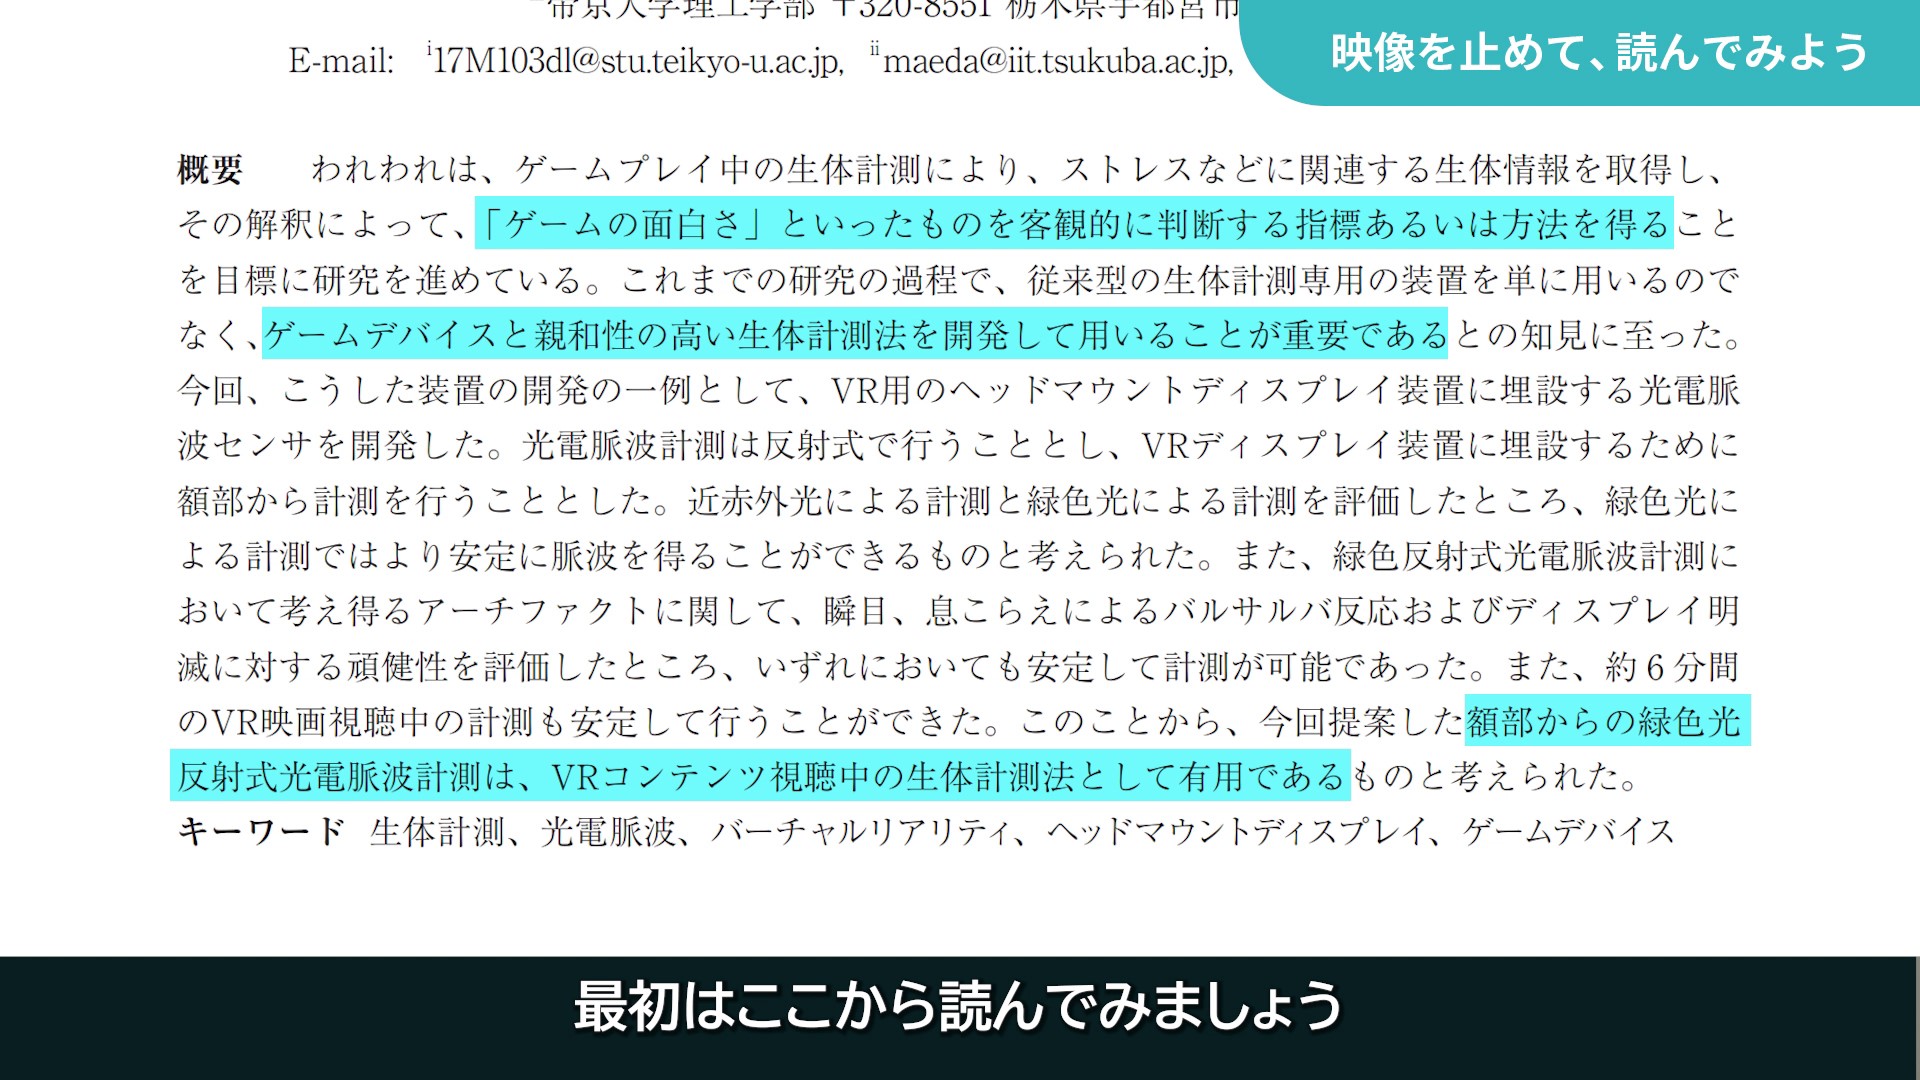 帝京大学理工学部 〒320-8551 栃木県宇都宮市
映像を止めて、読んでみよう
E-mail: i17M103dl@stu.teikyo-u.ac.jp, iimaeda@iit.tsukuba.ac.jp,
概要 われわれは、ゲームプレイ中の生体計測により、ストレスなどに関連する生体情報を取得し、
その解釈によって、「ゲームの面白さ」といったものを客観的に判断する指標あるいは方法を得ること
を目標に研究を進めている。これまでの研究の過程で、従来型の生体計測専用の装置を単に用いるので
なく、ゲームデバイスと親和性の高い生体計測法を開発して用いることが重要であるとの知見に至った。
今回、こうした装置の開発の一例として、VR用のヘッドマウントディスプレイ装置に埋設する光電脈
波センサを開発した。光電脈波計測は反射式で行うこととし、VRディスプレイ装置に埋設するために
額部から計測を行うこととした。近赤外光による計測と緑色光による計測を評価したところ、緑色光に
よる計測ではより安定に脈波を得ることができるものと考えられた。また、緑色反射式光電脈波計測に
おいて考え得るアーチファクトに関して、瞬目、息こらえによるバルサルバ反応およびディスプレイ明
滅に対する頑健性を評価したところ、いずれにおいても安定して計測が可能であった。また、約6分間
のVR映画視聴中の計測も安定して行うことができた。このことから、今回提案した額部からの緑色光
反射式光電脈波計測は、VRコンテンツ視聴中の生体計測法として有用であるものと考えられた。
キーワード 生体計測、光電脈波、バーチャルリアリティ、ヘッドマウントディスプレイ、ゲームデバイス
最初はここから読んでみましょう